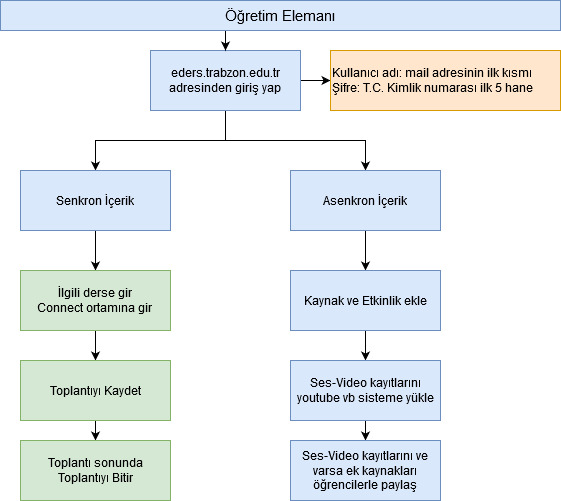 Öğretim Elemanı
eders.trabzon.edu.tr
adresinden giriş yap
Kullanıcı adı: mail adresinin ilk kısmı
Şifre: T.C. Kimlik numarası ilk 5 hane
Senkron İçerik
Asenkron İçerik
İlgili derse gir
Connect ortamına gir
Kaynak ve Etkinlik ekle
Toplantıyı Kaydet
Ses-Video kayıtlarını
youtube vb sisteme yükle
Toplantı sonunda
Toplantıyı Bitir
Ses-Video kayıtlarını ve
varsa ek kaynakları
öğrencilerle paylaş